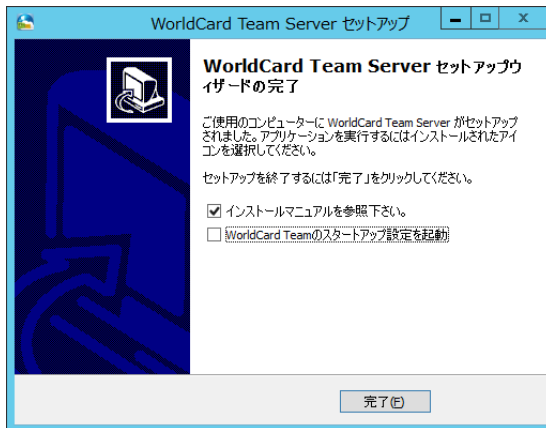 WorldCard Team Server セットアップ
WorldCard Team Server セットアップウ
ィザードの完了
ご使用のコンピューターに WorldCard Team Server がセットアップ
されました。アプリケーションを実行するにはインストールされたアイ
コンを選択してください。
セットアップを終了するには「完了」をクリックしてください。
インストールマニュアルを参照下さい。
WorldCard Teamのスタートアップ設定を起動
完了(F)